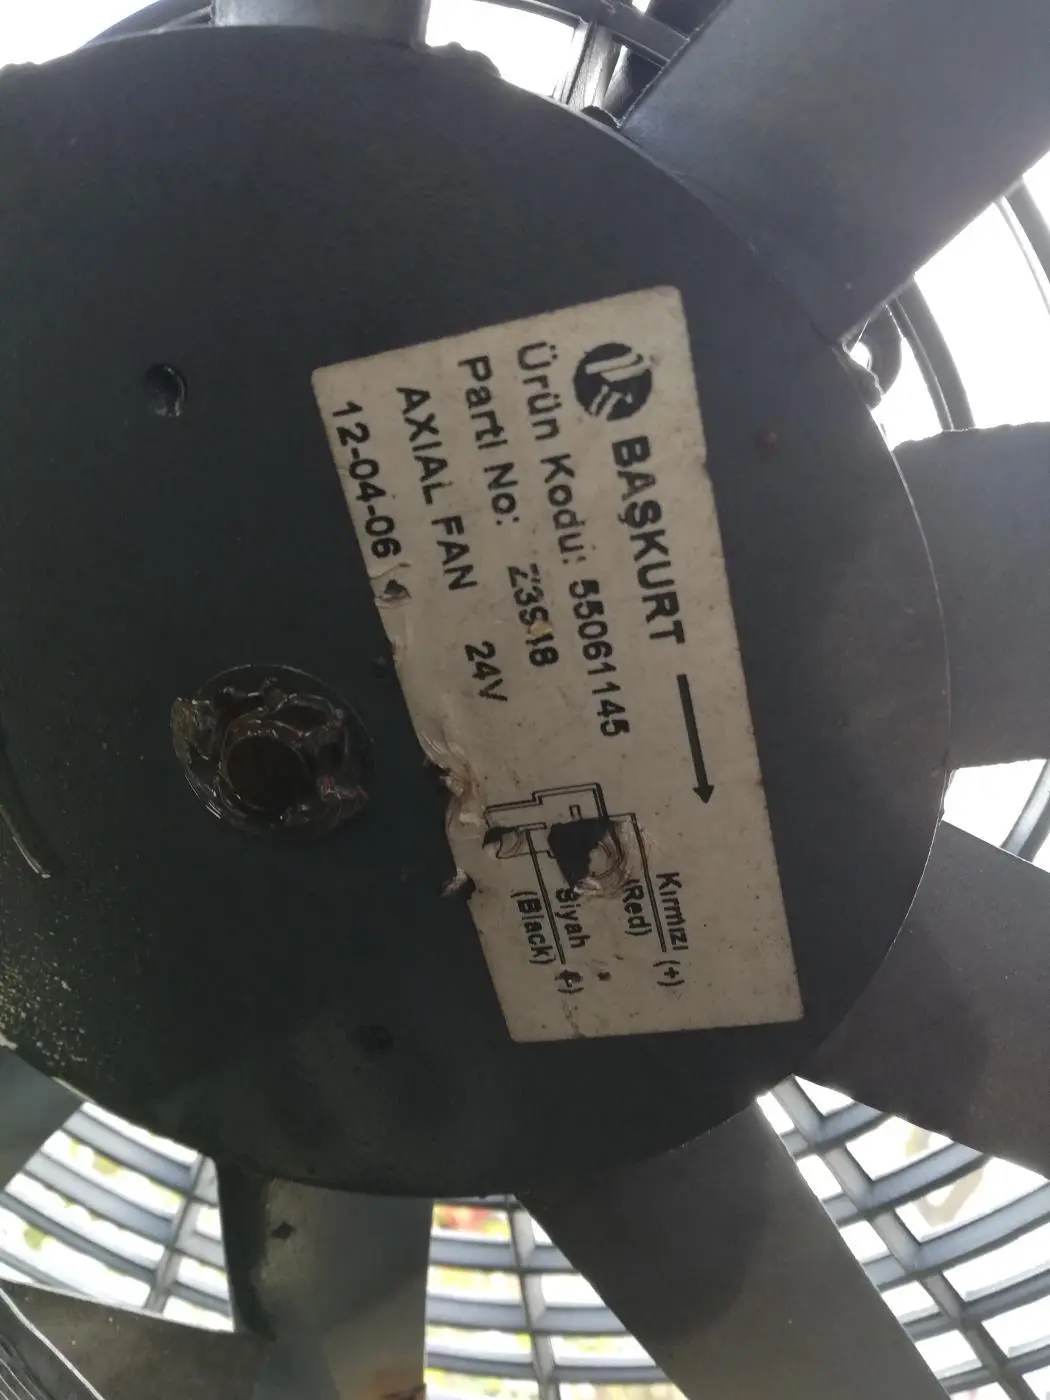 BAŞKURT
Ürün Kodu: 55061145
Parti No:
AXIAL FAN 24V
12-04-06
Kırmızı (+)
(Red)
Siyah (-)
(Black)